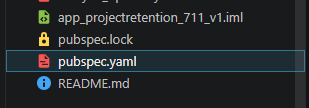 app_projectretention_711_v1.iml
pubspec.lock
pubspec.yaml
README.md